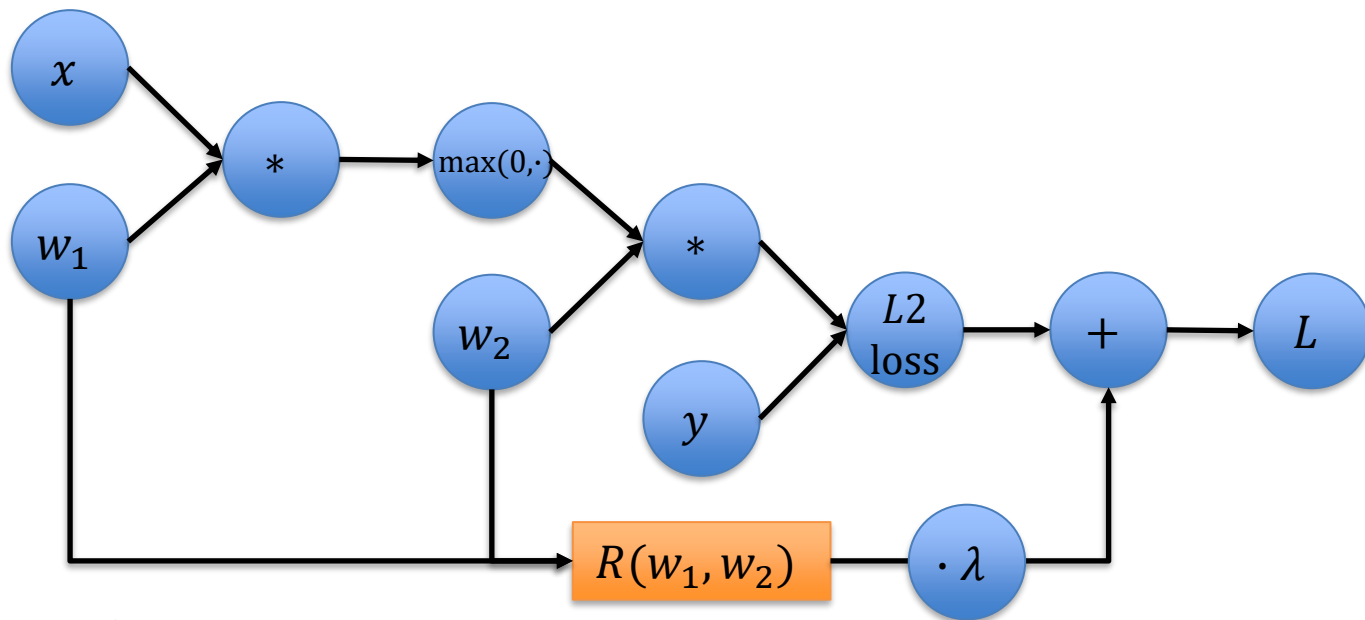 x
*
max(0,·)
w₁
*
w₂
L2
loss
+
L
y
R(w₁, w₂)
· λ